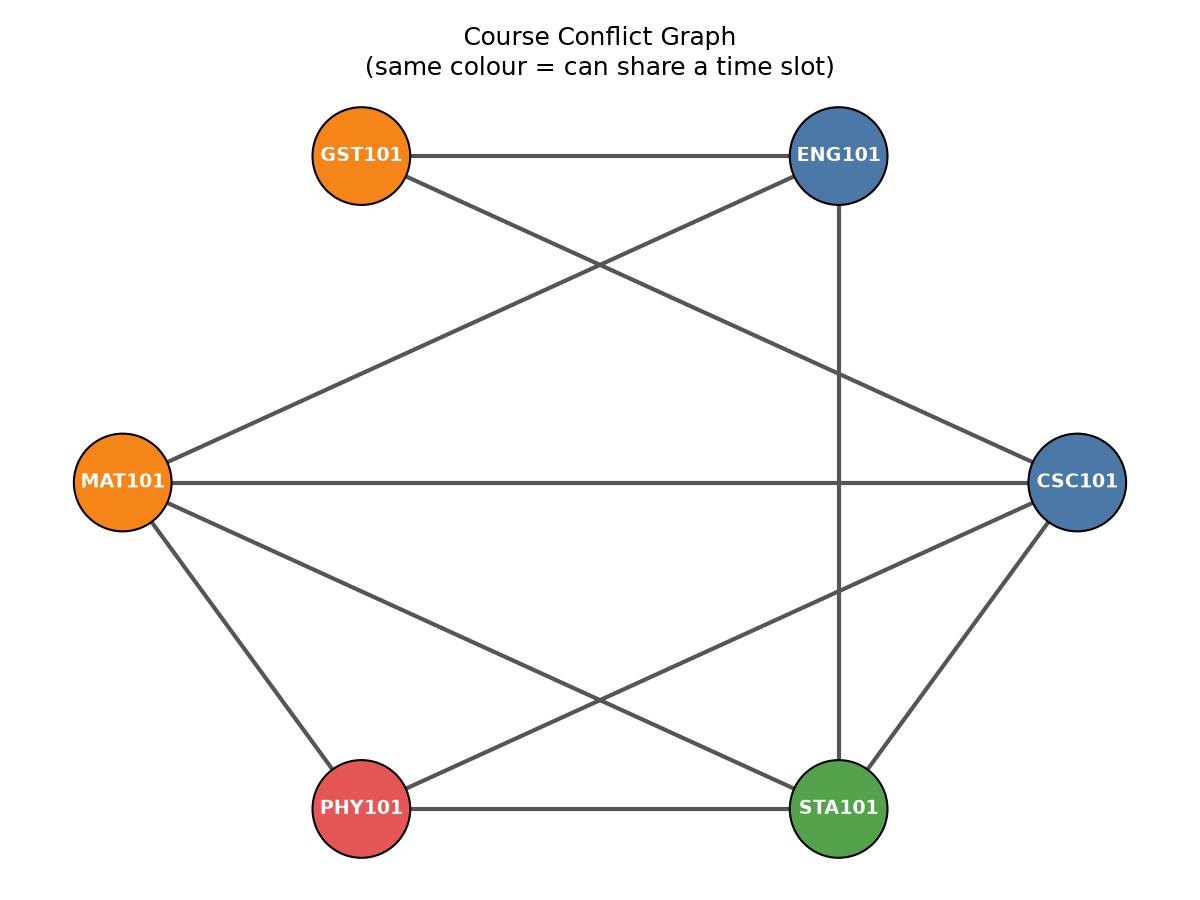 Course Conflict Graph
(same colour = can share a time slot)
GST101
ENG101
MAT101
CSC101
PHY101
STA101